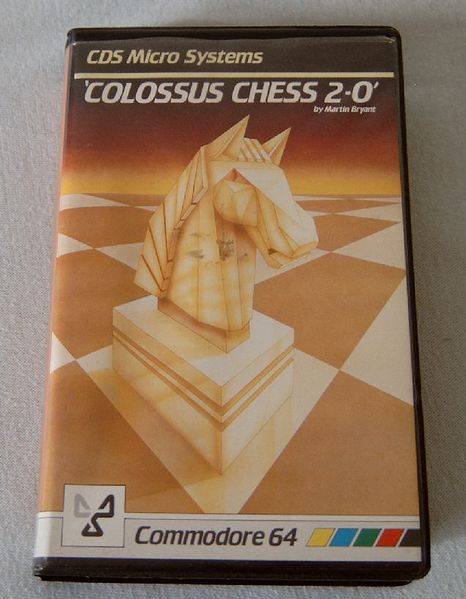 CDS Micro Systems
'COLOSSUS CHESS 2·0'
by Martin Bryant
Commodore 64